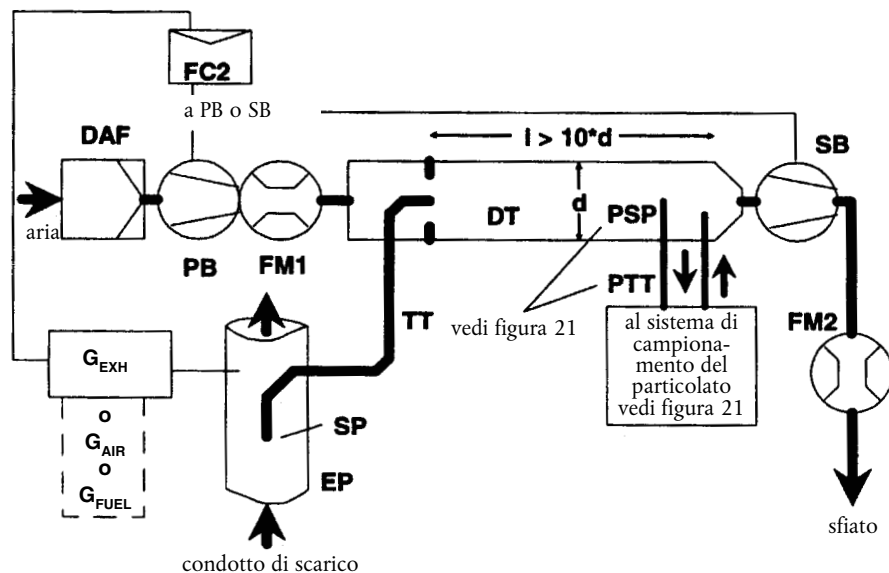 FC2
a PB o SB
DAF
l > 10*d
SB
aria
d
DT
PSP
PB
FM1
PTT
TT
vedi figura 21
al sistema di
campiona-
mento del
particolato
vedi figura 21
FM2
G EXH
o
G AIR
o
G FUEL
SP
EP
sfiato
condotto di scarico